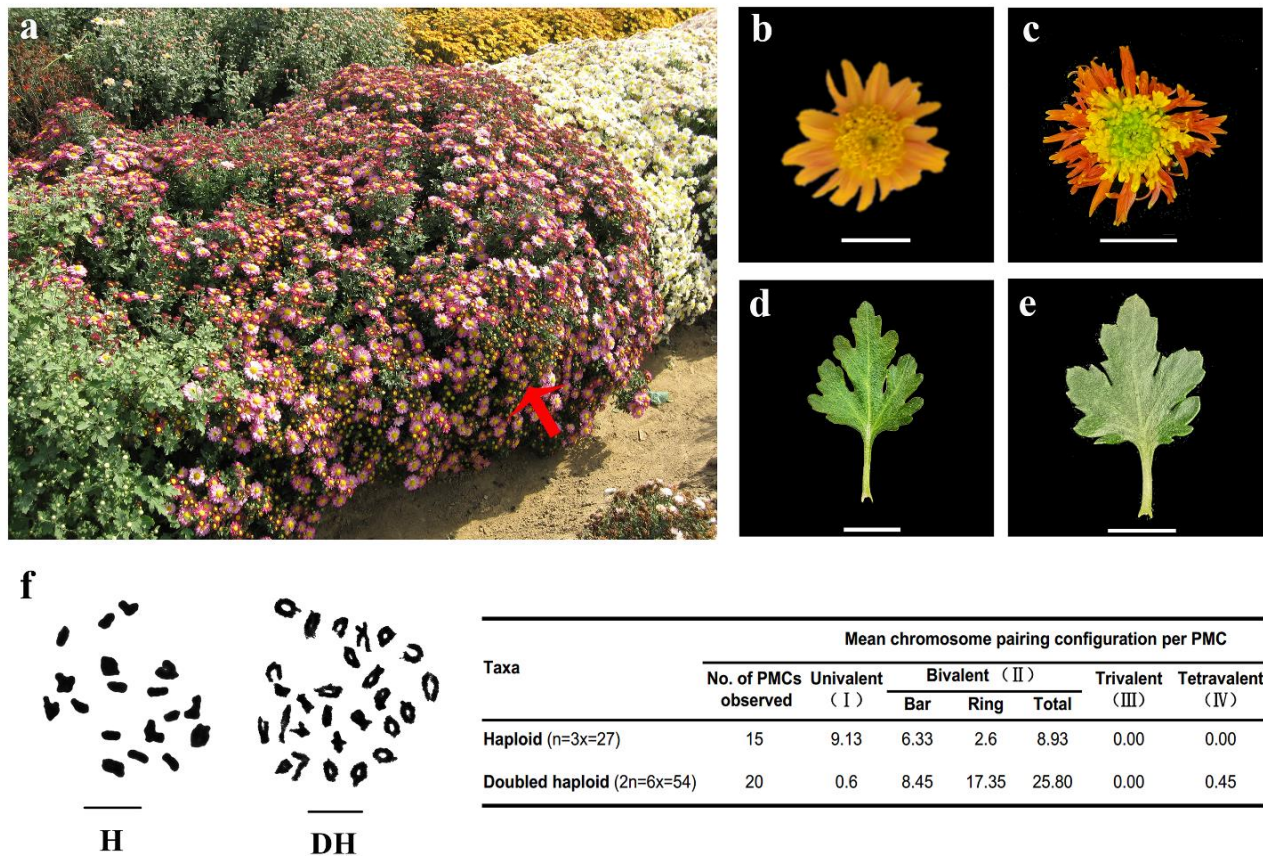 a
b
c
d
e
f
H
DH
Mean chromosome pairing configuration per PMC
Taxa
No. of PMCs observed
Univalent (Ⅰ)
Bivalent (Ⅱ)
Bar
Ring
Total
Trivalent (Ⅲ)
Tetravalent (Ⅳ)
Haploid (n=3x=27) 15 9.13 6.33 2.6 8.93 0.00 0.00
Doubled haploid (2n=6x=54) 20 0.6 8.45 17.35 25.80 0.00 0.45